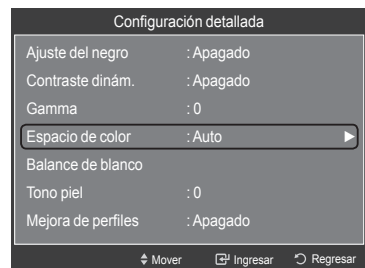 Configuración detallada
Ajuste del negro : Apagado
Contraste dinám. : Apagado
Gamma : 0
Espacio de color : Auto
Balance de blanco
Tono piel : 0
Mejora de perfiles : Apagado
Mover Ingresar Regresar